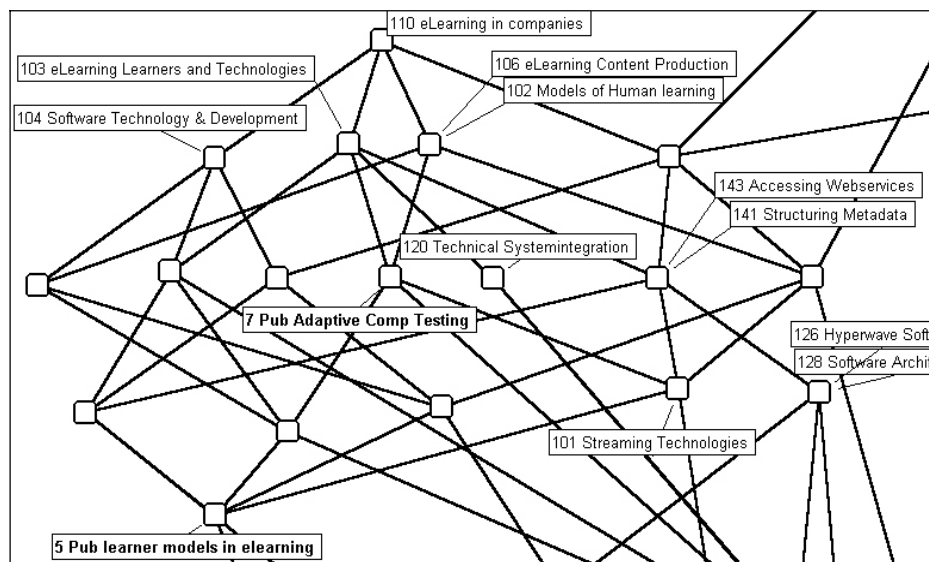 110 eLearning in companies
103 eLearning Learners and Technologies
106 eLearning Content Production
102 Models of Human learning
104 Software Technology & Development
143 Accessing Webservices
141 Structuring Metadata
120 Technical Systemintegration
7 Pub Adaptive Comp Testing
126 Hyperwave Soft
128 Software Archi
101 Streaming Technologies
5 Pub learner models in elearning